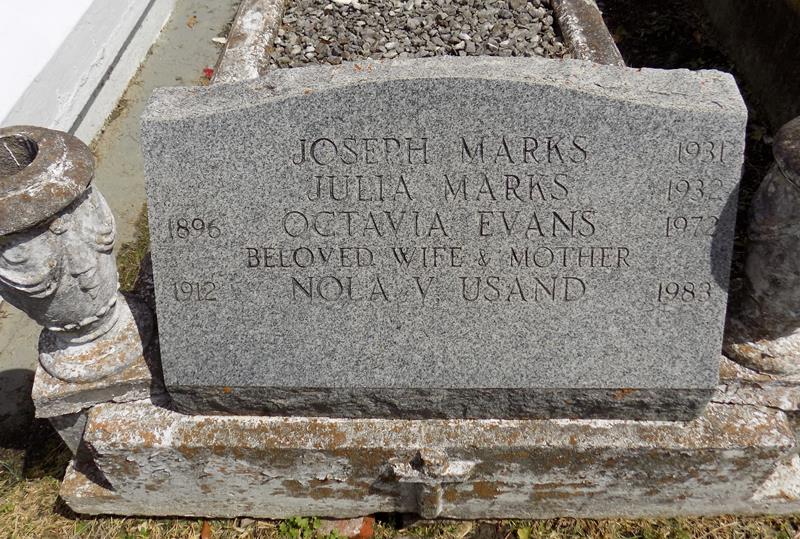 JOSEPH MARKS 1931
JULIA MARKS 1932
1896 OCTAVIA EVANS 1972
BELOVED WIFE & MOTHER
1912 NOLA V USAND 1983